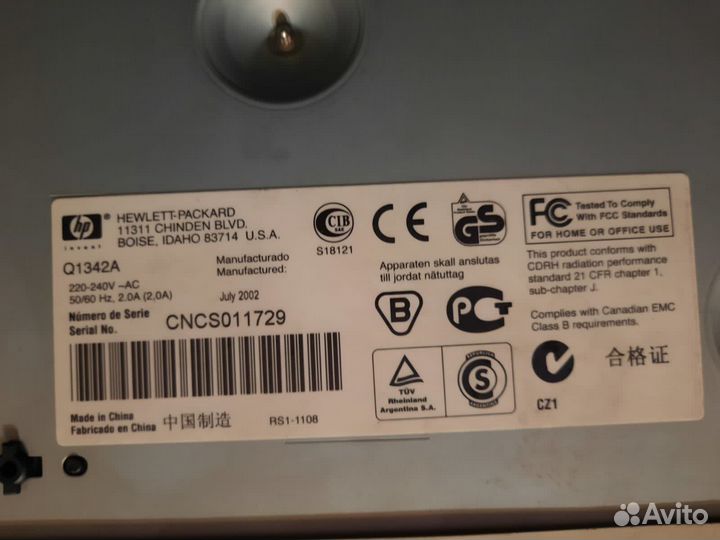 hp
invent
HEWLETT-PACKARD
11311 CHINDEN BLVD.
BOISE, IDAHO 83714 U.S.A.
Q1342A
220-240V ~AC
50/60 Hz, 2.0A (2,0A)
Manufacturado
Manufactured:
July 2002
Número de Serie
Serial No.
CNCS011729
Made in China
Fabricado en China
中国制造
RS1-1108
CIB
S18121
CE
GS
Apparaten skall anslutas
till jordat nätuttag
B
PCT
TÜV
Rheinland
Argentina S.A.
S
FC Tested To Comply
With FCC Standards
FOR HOME OR OFFICE USE
This product conforms with
CDRH radiation performance
standard 21 CFR chapter 1,
sub-chapter J.
Complies with Canadian EMC
Class B requirements.
N
CZ1
合格证
Avito